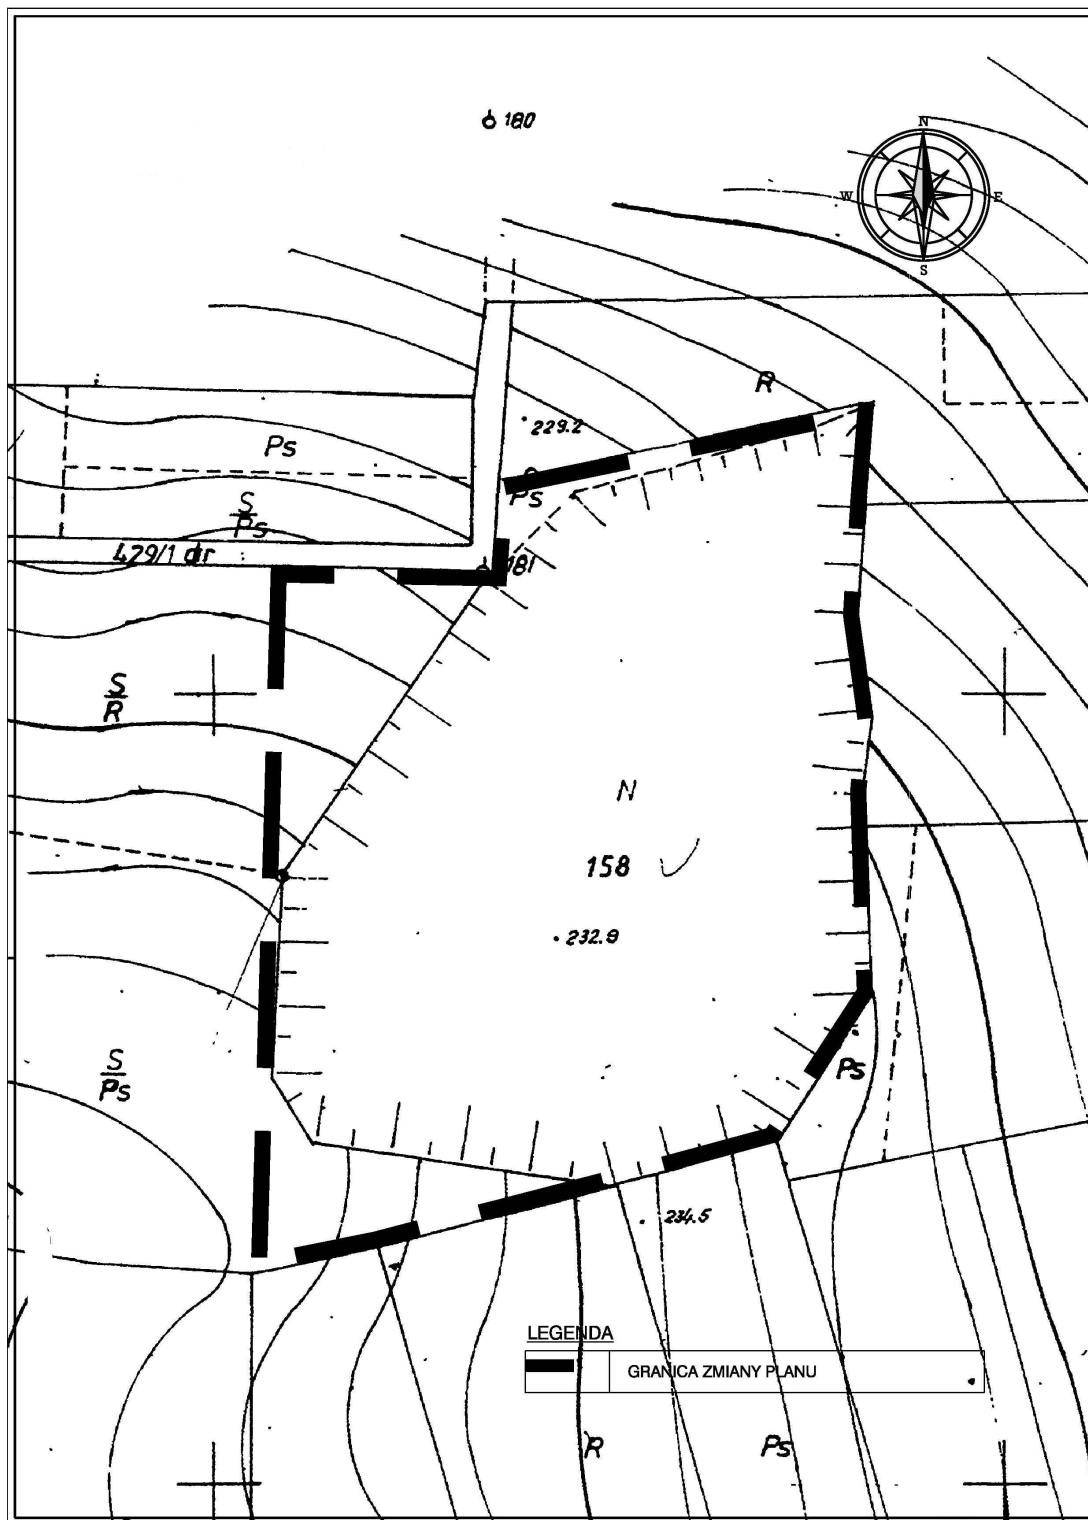 180
N
W
E
S
R
229.2
Ps
Ps
S
Ps
429/1 dr
181
S
R
N
158
232.9
S
Ps
Ps
234.5
LEGENDA
GRANICA ZMIANY PLANU
R
Ps